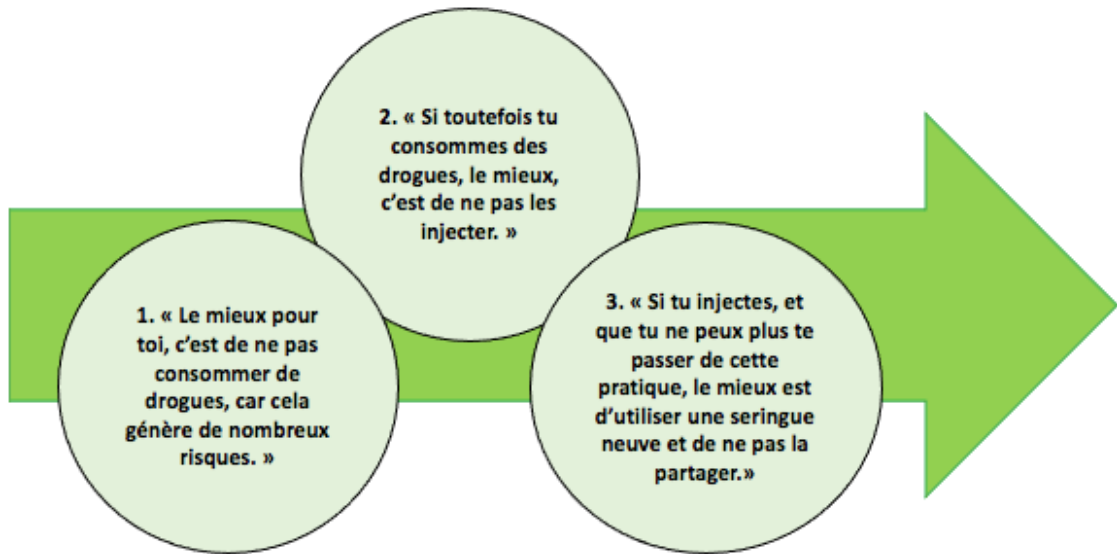 1. « Le mieux pour
toi, c’est de ne pas
consommer de
drogues, car cela
génère de nombreux
risques. »
2. « Si toutefois tu
consommes des
drogues, le mieux,
c’est de ne pas les
injecter. »
3. « Si tu injectes, et
que tu ne peux plus te
passer de cette
pratique, le mieux est
d’utiliser une seringue
neuve et de ne pas la
partager.»